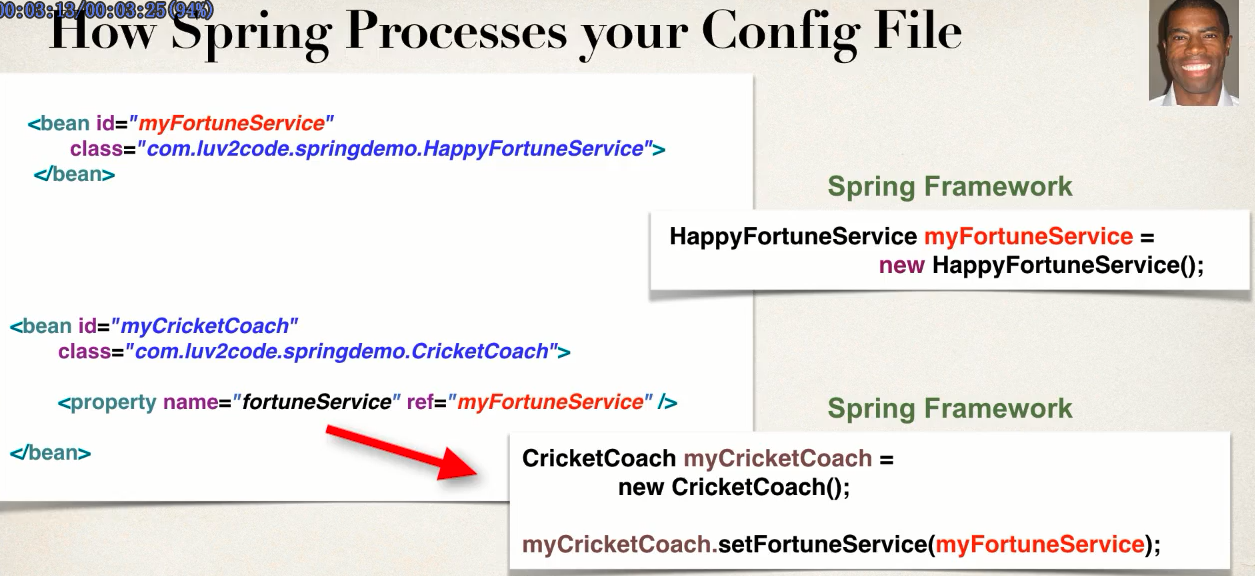 00:03:13/00:03:25(94%)
How Spring Processes your Config File
<bean id="myFortuneService"
class="com.luv2code.springdemo.HappyFortuneService">
</bean>
Spring Framework
HappyFortuneService myFortuneService =
new HappyFortuneService();
<bean id="myCricketCoach"
class="com.luv2code.springdemo.CricketCoach">
<property name="fortuneService" ref="myFortuneService" />
</bean>
Spring Framework
CricketCoach myCricketCoach =
new CricketCoach();
myCricketCoach.setFortuneService(myFortuneService);